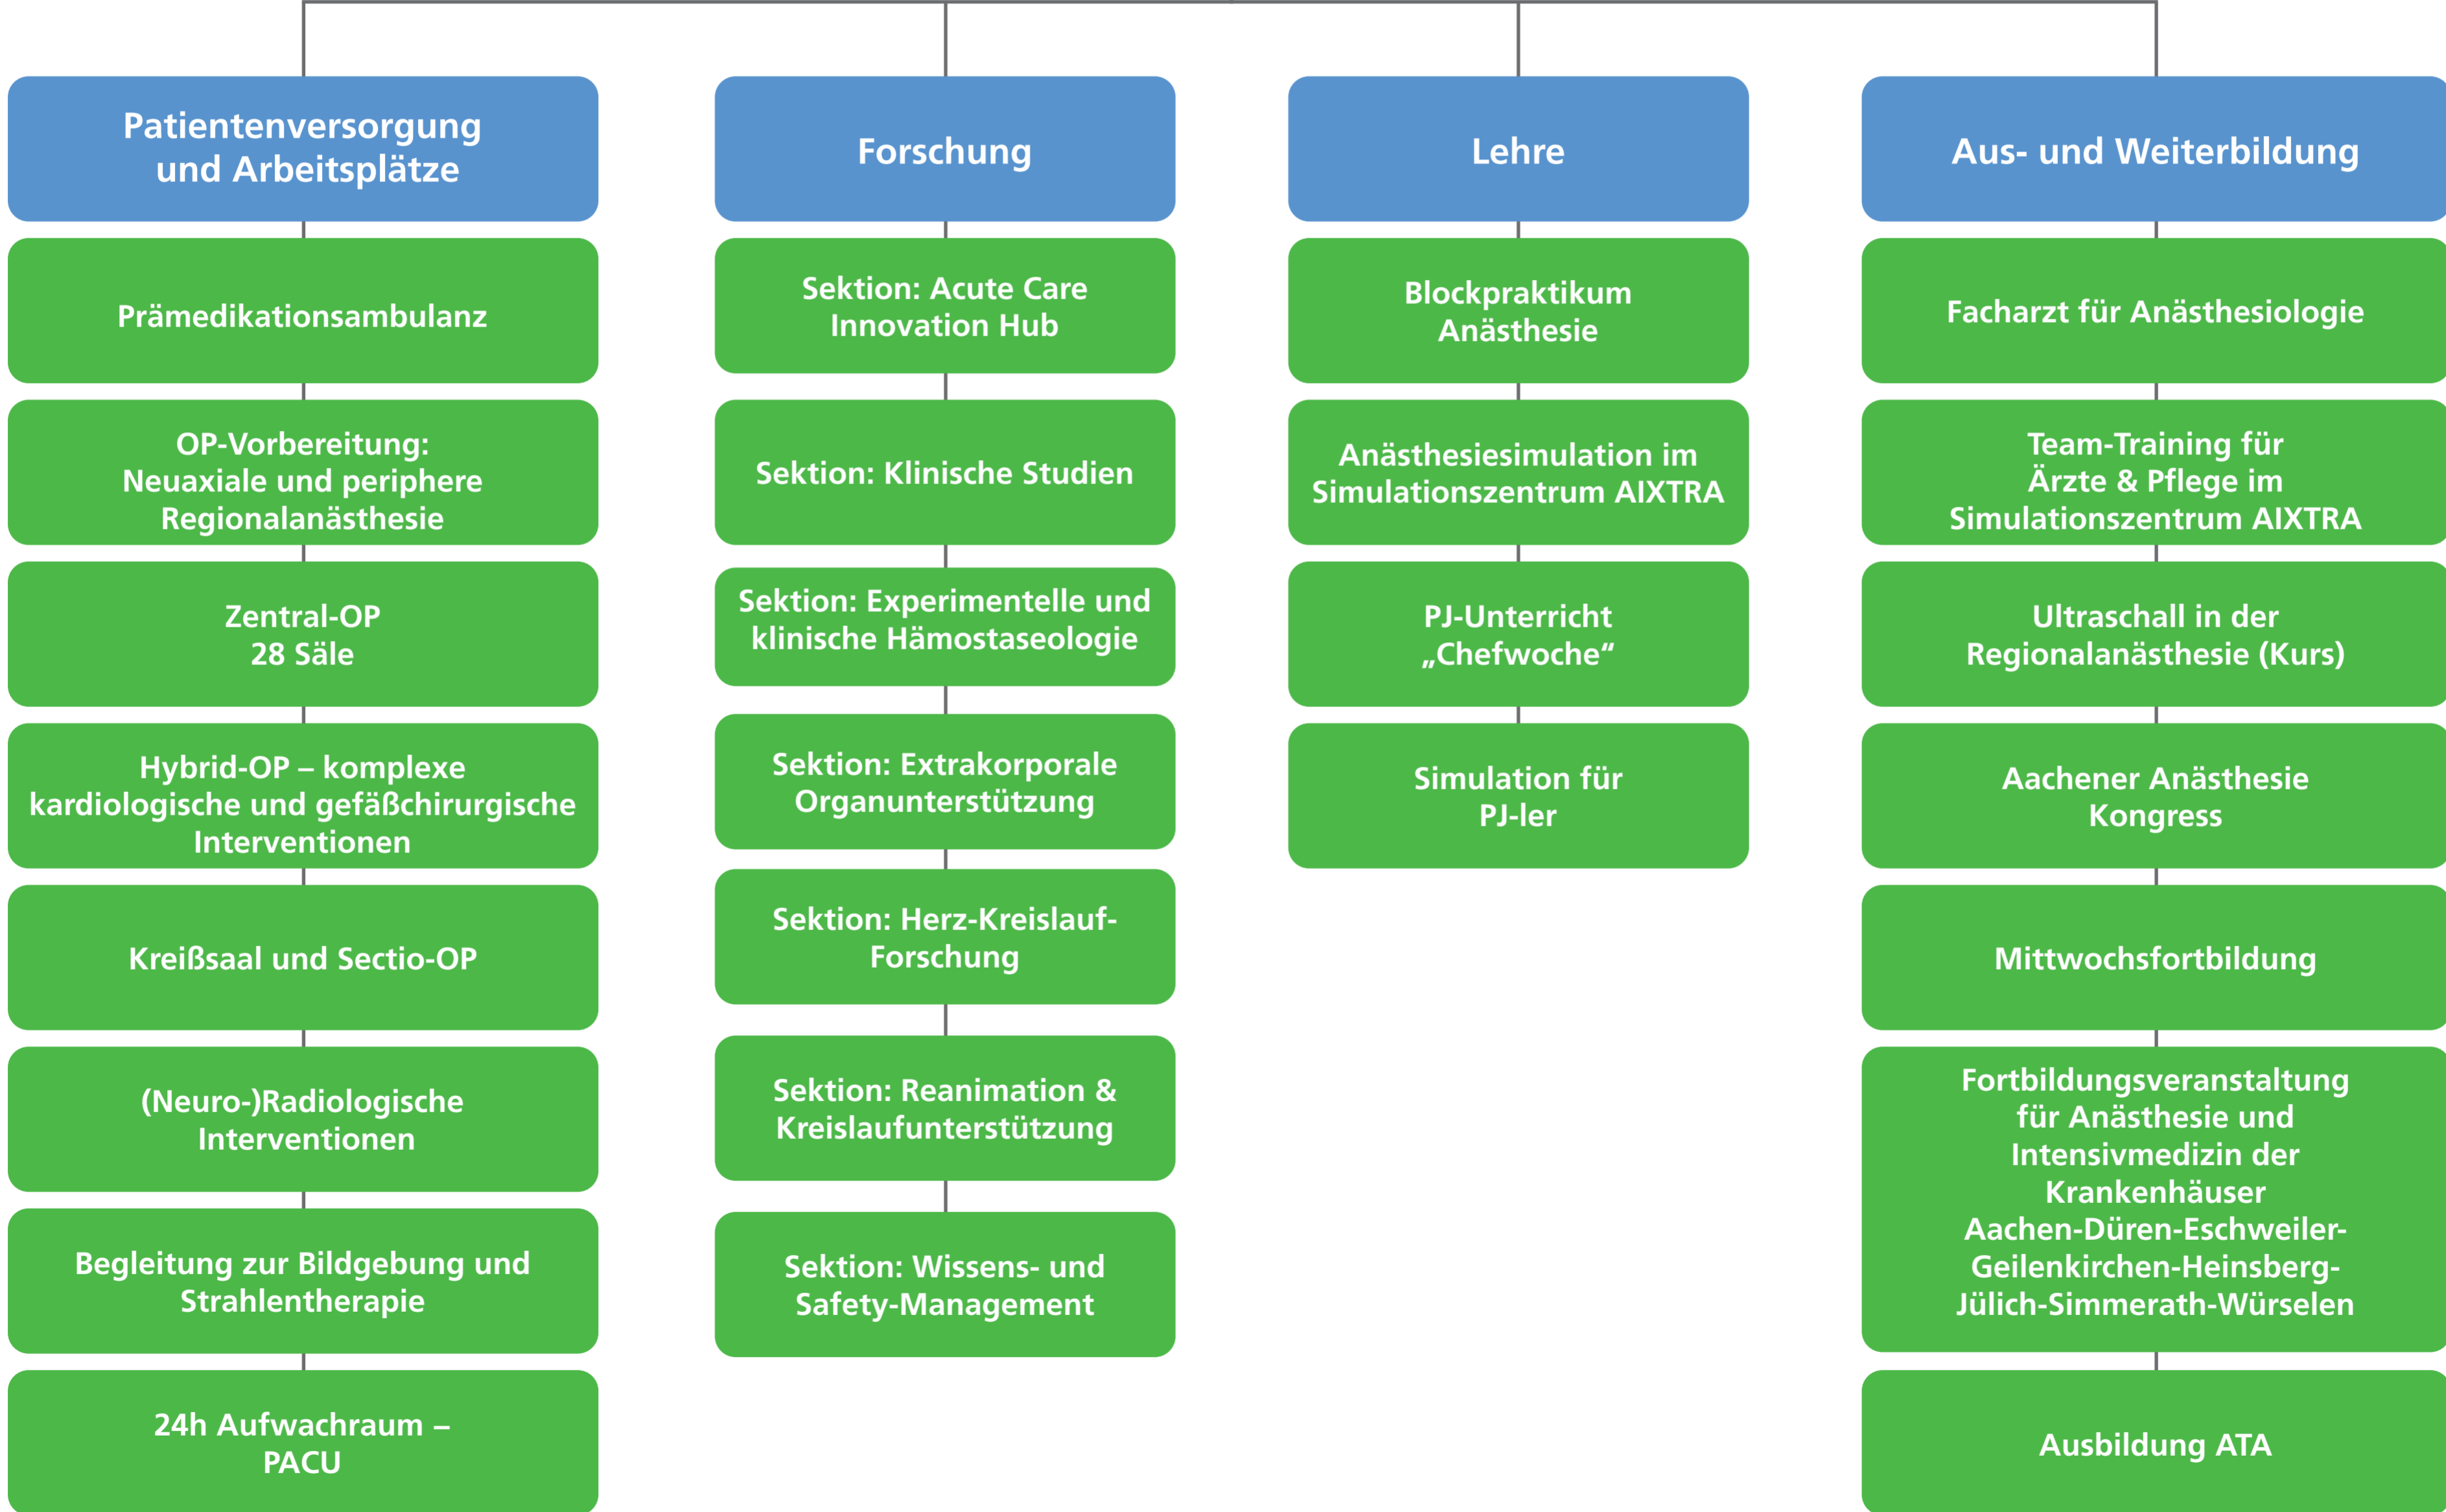 Patientenversorgung
und Arbeitsplätze
Prämedikationsambulanz
OP-Vorbereitung:
Neuaxiale und periphere
Regionalanästhesie
Zentral-OP
28 Säle
Hybrid-OP – komplexe
kardiologische und gefäßchirurgische
Interventionen
Kreißsaal und Sectio-OP
(Neuro-)Radiologische
Interventionen
Begleitung zur Bildgebung und
Strahlentherapie
24h Aufwachraum –
PACU
Forschung
Sektion: Acute Care
Innovation Hub
Sektion: Klinische Studien
Sektion: Experimentelle und
klinische Hämostaseologie
Sektion: Extrakorporale
Organunterstützung
Sektion: Herz-Kreislauf-
Forschung
Sektion: Reanimation &
Kreislaufunterstützung
Sektion: Wissens- und
Safety-Management
Lehre
Blockpraktikum
Anästhesie
Anästhesiesimulation im
Simulationszentrum AIXTRA
PJ-Unterricht
„Chefwoche“
Simulation für
PJ-ler
Aus- und Weiterbildung
Facharzt für Anästhesiologie
Team-Training für
Ärzte & Pflege im
Simulationszentrum AIXTRA
Ultraschall in der
Regionalanästhesie (Kurs)
Aachener Anästhesie
Kongress
Mittwochsfortbildung
Fortbildungsveranstaltung
für Anästhesie und
Intensivmedizin der
Krankenhäuser
Aachen-Düren-Eschweiler-
Geilenkirchen-Heinsberg-
Jülich-Simmerath-Würselen
Ausbildung ATA